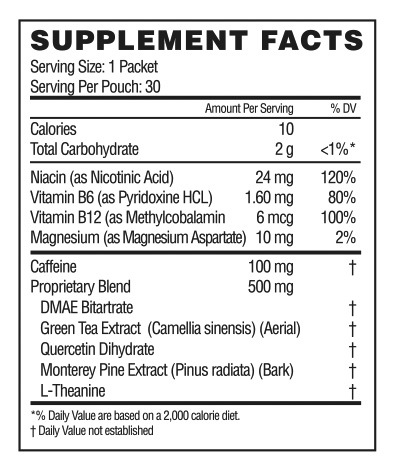 SUPPLEMENT FACTS
Serving Size: 1 Packet
Serving Per Pouch: 30
Amount Per Serving % DV
Calories 10
Total Carbohydrate 2 g <1%*
Niacin (as Nicotinic Acid) 24 mg 120%
Vitamin B6 (as Pyridoxine HCL) 1.60 mg 80%
Vitamin B12 (as Methylcobalamin 6 mcg 100%
Magnesium (as Magnesium Aspartate) 10 mg 2%
Caffeine 100 mg †
Proprietary Blend 500 mg
DMAE Bitartrate †
Green Tea Extract (Camellia sinensis) (Aerial) †
Quercetin Dihydrate †
Monterey Pine Extract (Pinus radiata) (Bark) †
L-Theanine †
*% Daily Value are based on a 2,000 calorie diet.
† Daily Value not established